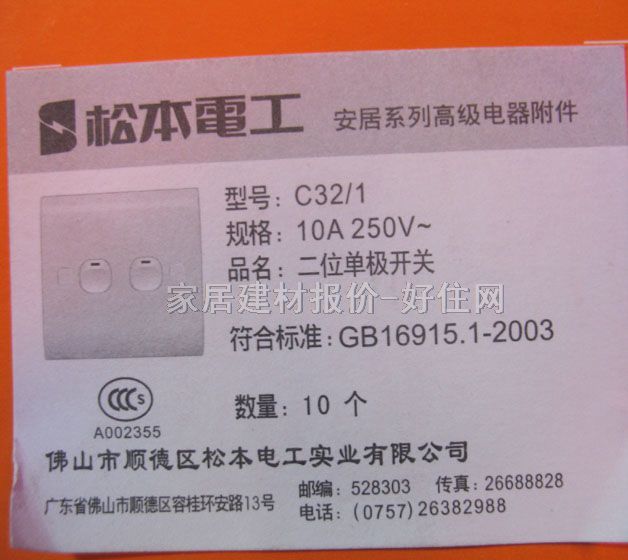 松本電工
安居系列高级电器附件
型号: C32/1
规格: 10A 250V~
品名: 二位单极开关
家居建材报价-好住网
符合标准: GB16915.1-2003
CCC S
A002355
数量: 10 个
佛山市顺德区松本电工实业有限公司
广东省佛山市顺德区容桂环安路13号
邮编: 528303 传真: 26688828
电话: (0757) 26382988